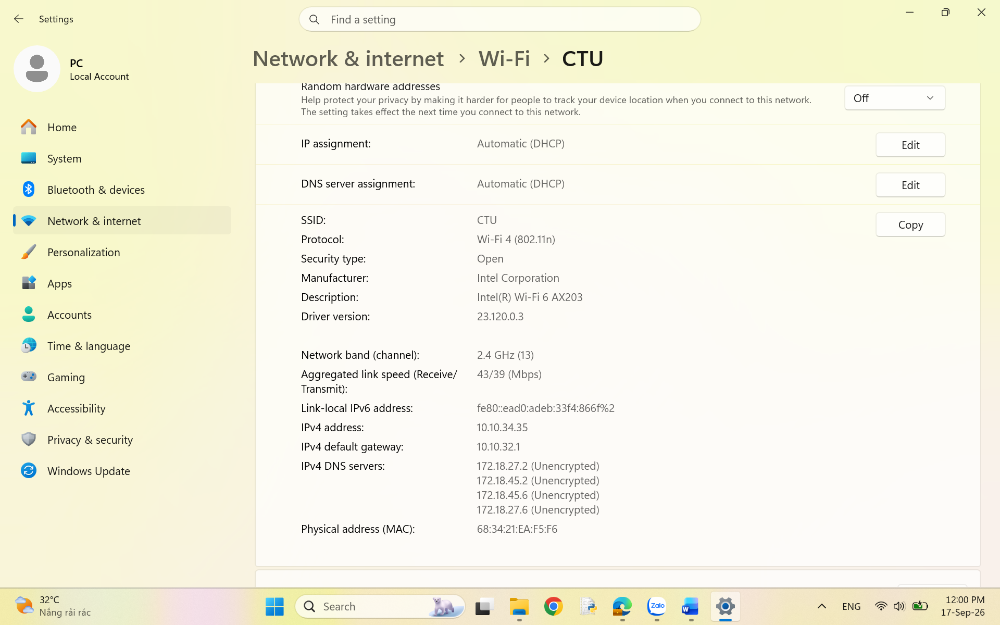 Settings
Find a setting
PC
Local Account
Home
System
Bluetooth & devices
Network & internet
Personalization
Apps
Accounts
Time & language
Gaming
Accessibility
Privacy & security
Windows Update
Network & internet > Wi-Fi > CTU
Random hardware addresses
Help protect your privacy by making it harder for people to track your device location when you connect to this network.
The setting takes effect the next time you connect to this network.
Off
IP assignment: Automatic (DHCP) Edit
DNS server assignment: Automatic (DHCP) Edit
SSID: CTU Copy
Protocol: Wi-Fi 4 (802.11n)
Security type: Open
Manufacturer: Intel Corporation
Description: Intel(R) Wi-Fi 6 AX203
Driver version: 23.120.0.3
Network band (channel): 2.4 GHz (13)
Aggregated link speed (Receive/ 43/39 (Mbps)
Transmit):
Link-local IPv6 address: fe80::ead0:adeb:33f4:866f%2
IPv4 address: 10.10.34.35
IPv4 default gateway: 10.10.32.1
IPv4 DNS servers: 172.18.27.2 (Unencrypted)
172.18.45.2 (Unencrypted)
172.18.45.6 (Unencrypted)
172.18.27.6 (Unencrypted)
Physical address (MAC): 68:34:21:EA:F5:F6
32°C
Nắng rải rác
Search
Zalo
W
ENG
12:00 PM
17-Sep-26